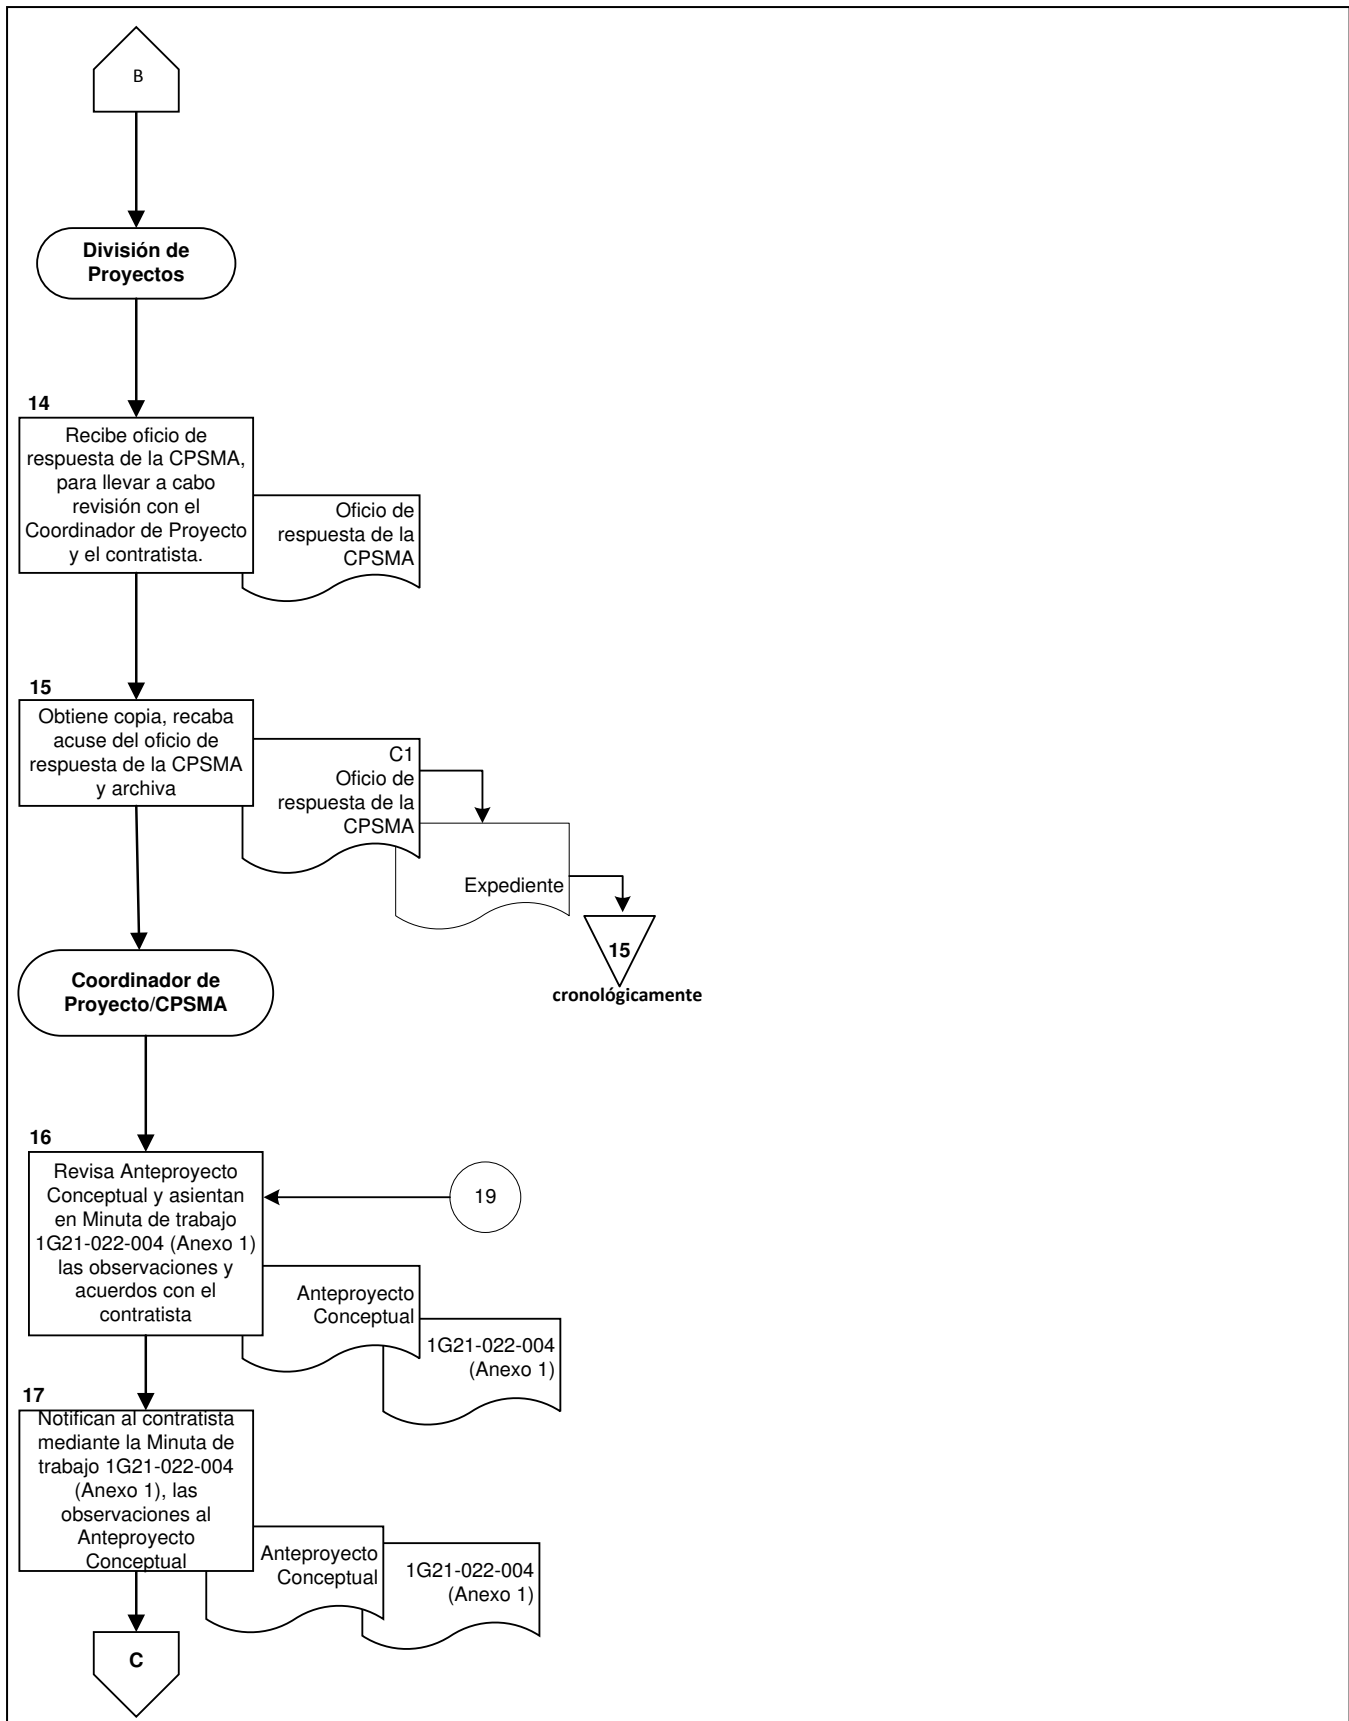 B
División de
Proyectos
14
Recibe oficio de
respuesta de la CPSMA,
para llevar a cabo
revisión con el
Coordinador de Proyecto
y el contratista.
Oficio de
respuesta de la
CPSMA
15
Obtiene copia, recaba
acuse del oficio de
respuesta de la CPSMA
y archiva
C1
Oficio de
respuesta de la
CPSMA
Expediente
15
cronológicamente
Coordinador de
Proyecto/CPSMA
16
Revisa Anteproyecto
Conceptual y asientan
en Minuta de trabajo
1G21-022-004 (Anexo 1)
las observaciones y
acuerdos con el
contratista
19
Anteproyecto
Conceptual
1G21-022-004
(Anexo 1)
17
Notifican al contratista
mediante la Minuta de
trabajo 1G21-022-004
(Anexo 1), las
observaciones al
Anteproyecto
Conceptual
Anteproyecto
Conceptual
1G21-022-004
(Anexo 1)
C